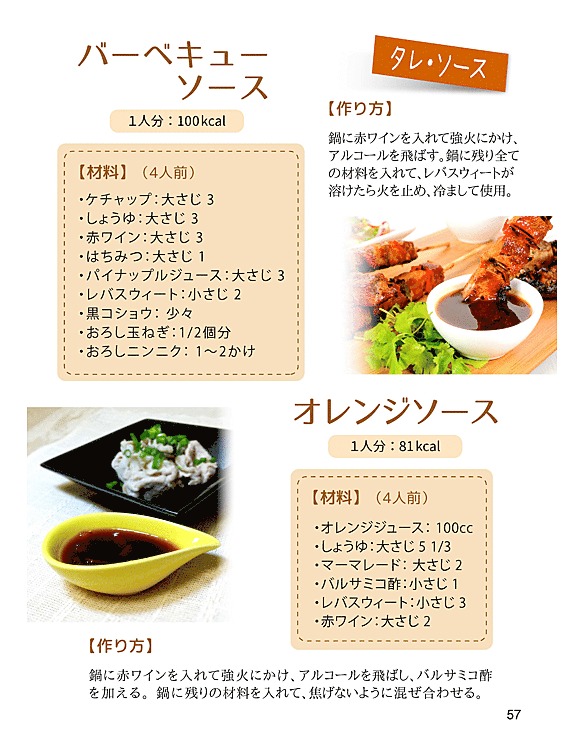 バーベキュー
ソース
タレ・ソース
1人分：100kcal
【材料】（4人前）
・ケチャップ：大さじ 3
・しょうゆ：大さじ 3
・赤ワイン：大さじ 3
・はちみつ：大さじ 1
・パイナップルジュース：大さじ 3
・レバスウィート：小さじ 2
・黒コショウ： 少々
・おろし玉ねぎ：1/2個分
・おろしニンニク： 1～2かけ
【作り方】
鍋に赤ワインを入れて強火にかけ、
アルコールを飛ばす。鍋に残り全て
の材料を入れて、レバスウィートが
溶けたら火を止め、冷まして使用。
オレンジソース
1人分：81kcal
【材料】（4人前）
・オレンジジュース： 100cc
・しょうゆ：大さじ 5 1/3
・マーマレード： 大さじ 2
・バルサミコ酢：小さじ 1
・レバスウィート：小さじ 3
・赤ワイン：大さじ 2
【作り方】
鍋に赤ワインを入れて強火にかけ、アルコールを飛ばし、バルサミコ酢
を加える。 鍋に残りの材料を入れて、焦げないように混ぜ合わせる。
57